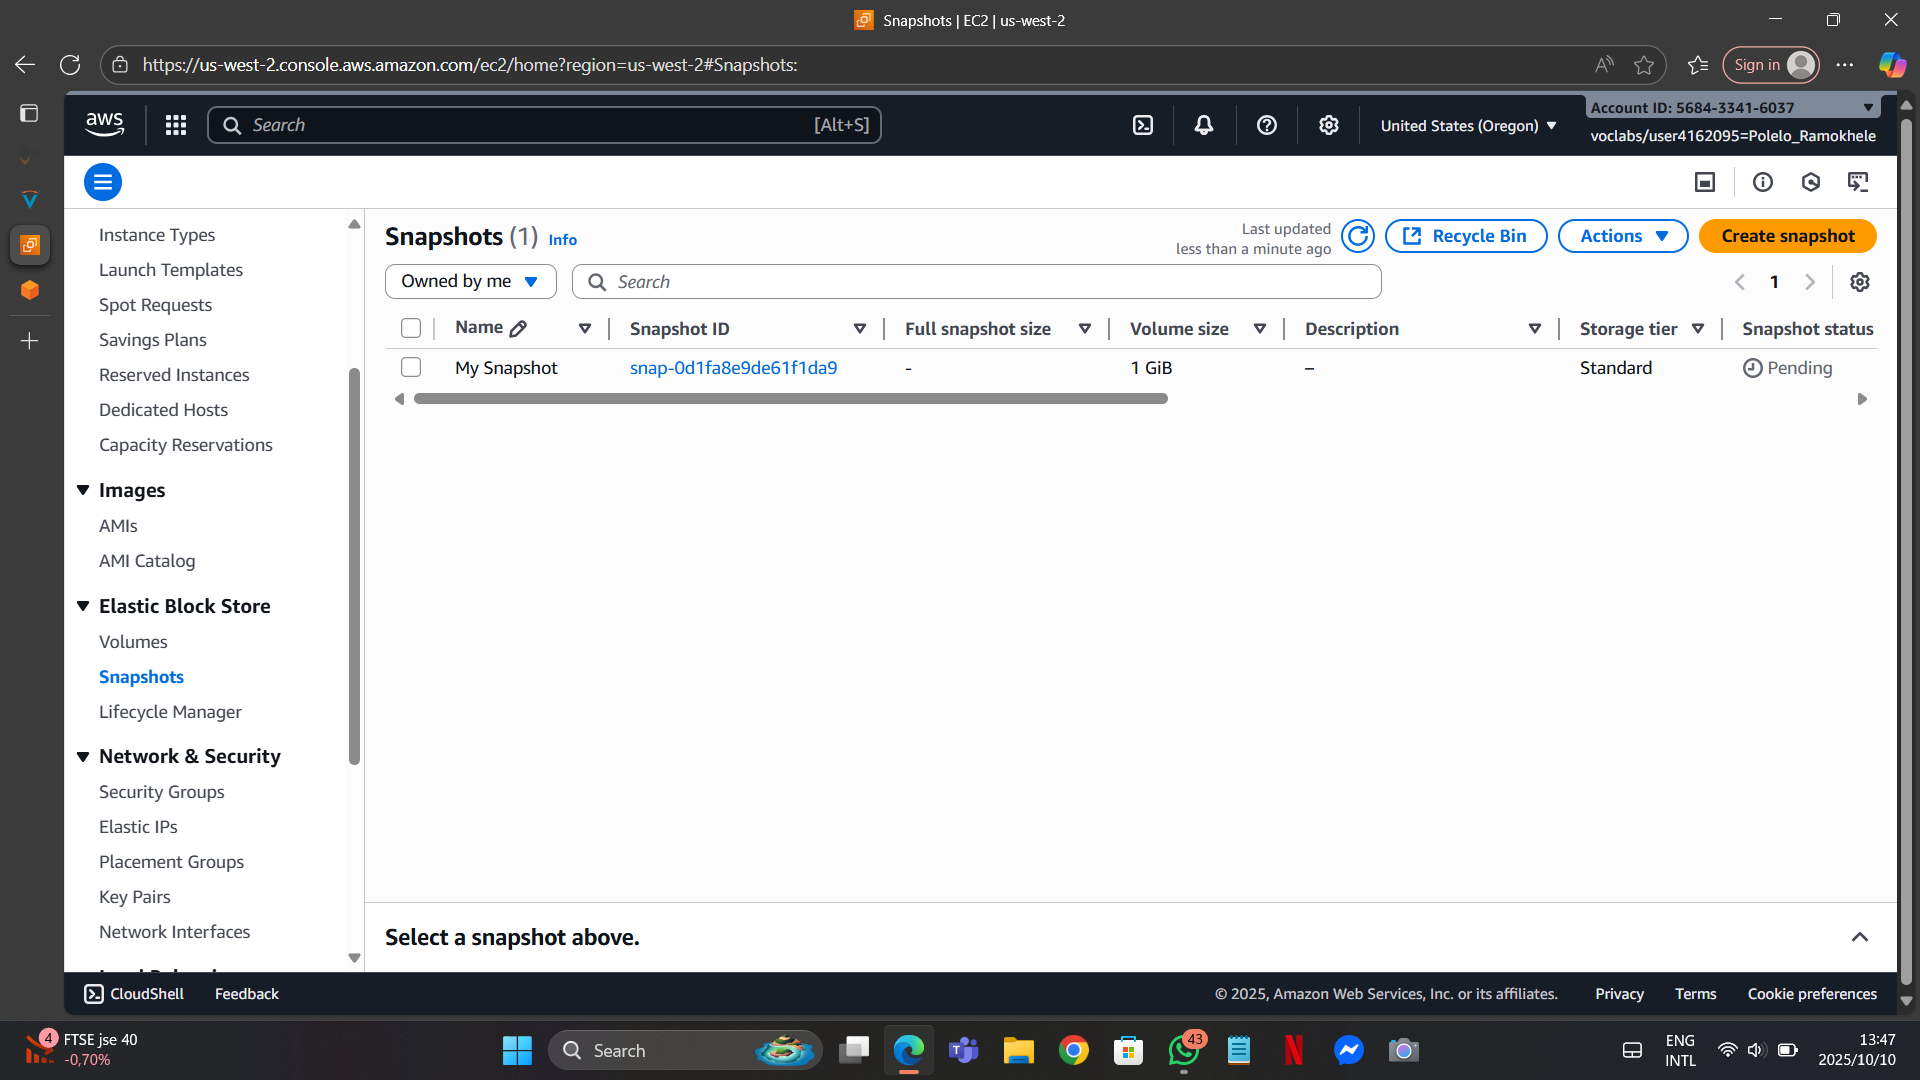 Snapshots | EC2 | us-west-2
https://us-west-2.console.aws.amazon.com/ec2/home?region=us-west-2#Snapshots:
Sign in
aws
Search
[Alt+S]
United States (Oregon)
Account ID: 5684-3341-6037
voclabs/user4162095=Polelo_Ramokhele
Instance Types
Launch Templates
Spot Requests
Savings Plans
Reserved Instances
Dedicated Hosts
Capacity Reservations
Images
AMIs
AMI Catalog
Elastic Block Store
Volumes
Snapshots
Lifecycle Manager
Network & Security
Security Groups
Elastic IPs
Placement Groups
Key Pairs
Network Interfaces
Snapshots (1) Info
Last updated
less than a minute ago
Recycle Bin
Actions
Create snapshot
Owned by me
Search
1
Name Snapshot ID Full snapshot size Volume size Description Storage tier Snapshot status
My Snapshot snap-0d1fa8e9de61f1da9 - 1 GiB – Standard Pending
Select a snapshot above.
CloudShell Feedback © 2025, Amazon Web Services, Inc. or its affiliates. Privacy Terms Cookie preferences
4
FTSE jse 40
-0,70%
Search
43
ENG
INTL
13:47
2025/10/10